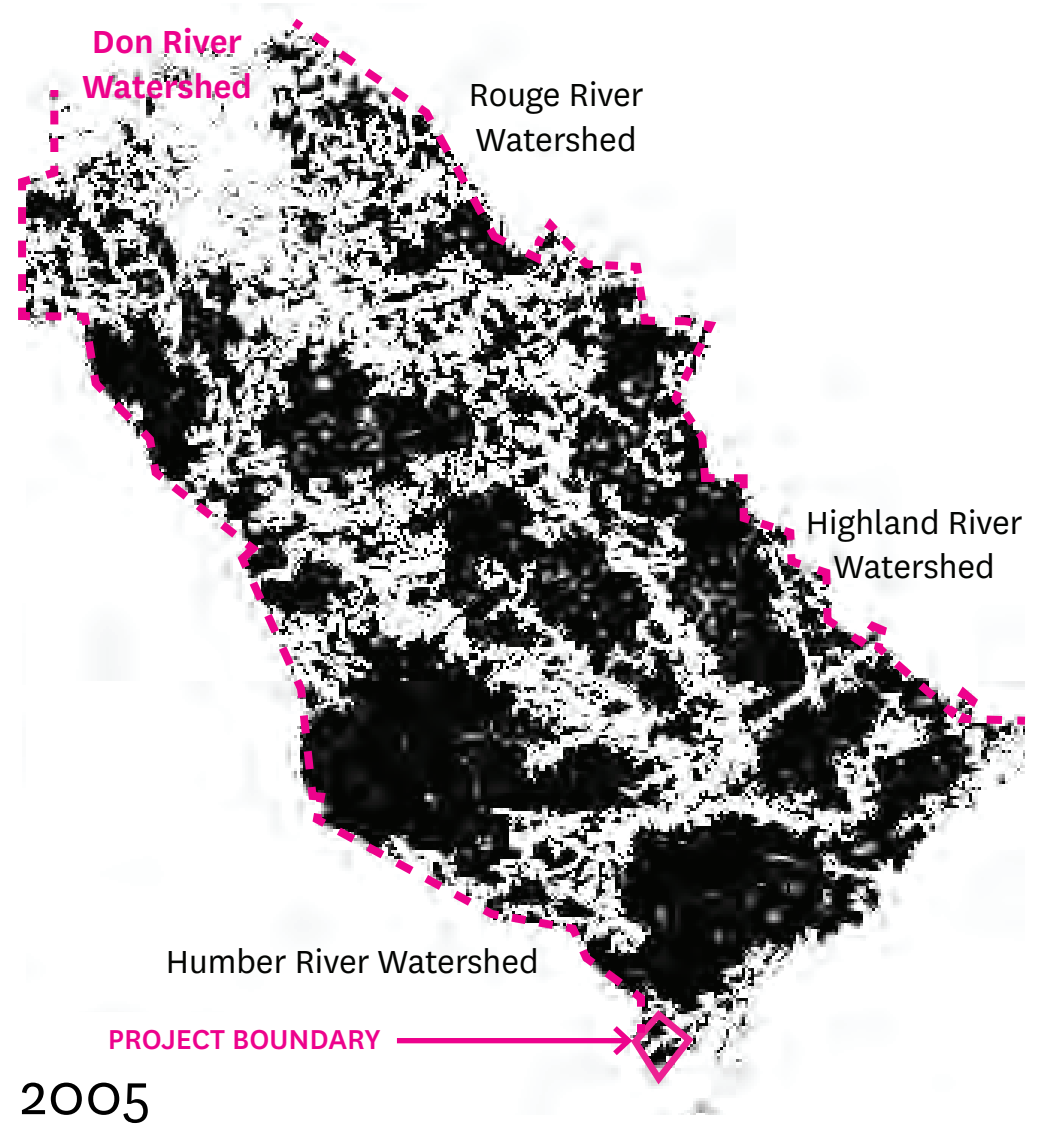 Don River
Watershed
Rouge River
Watershed
Highland River
Watershed
Humber River Watershed
PROJECT BOUNDARY
2005